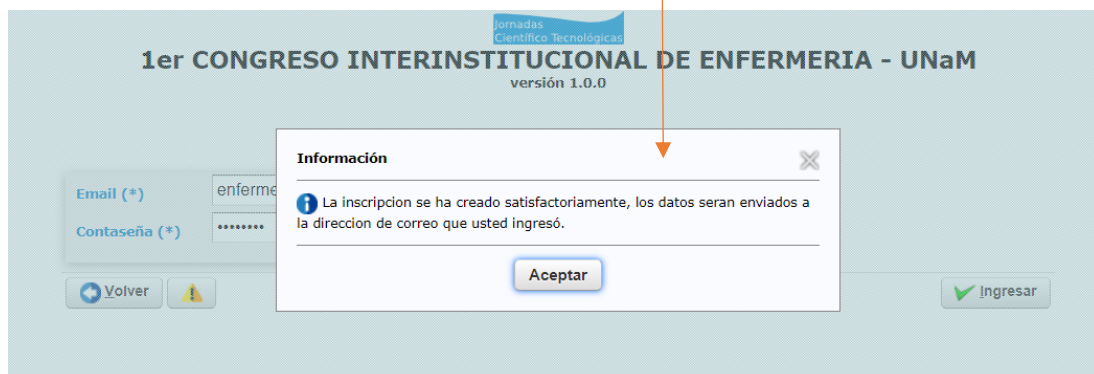 Jornadas
Científico Tecnológicas
1er CONGRESO INTERINSTITUCIONAL DE ENFERMERIA - UNaM
versión 1.0.0
Información
Email (*)
enferme
La inscripcion se ha creado satisfactoriamente, los datos seran enviados a
la direccion de correo que usted ingresó.
Contaseña (*)
••••••••
Aceptar
Volver
Ingresar